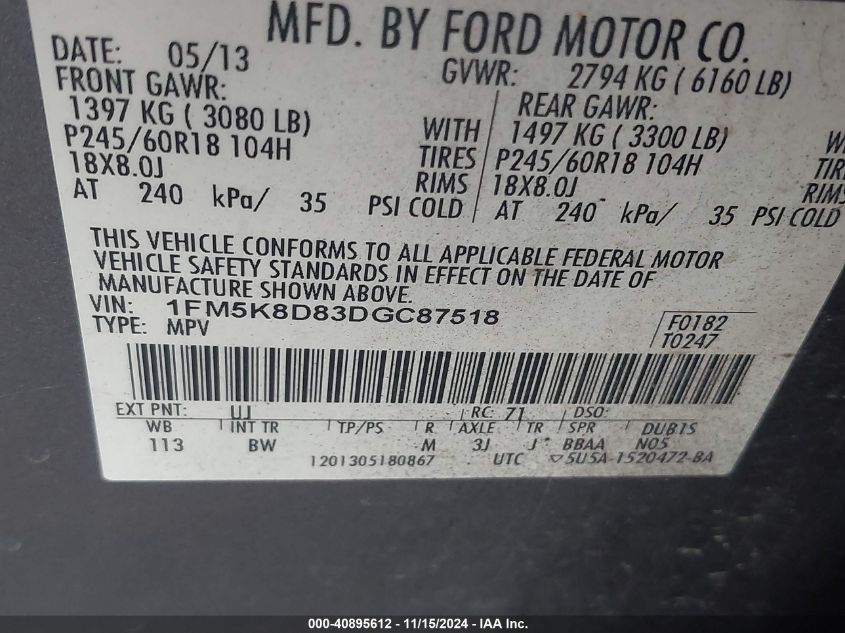 MFD. BY FORD MOTOR CO.
DATE: 05/13 GVWR: 2794 KG ( 6160 LB)
FRONT GAWR: REAR GAWR:
1397 KG ( 3080 LB) WITH 1497 KG ( 3300 LB)
P245/60R18 104H TIRES P245/60R18 104H
18X8.0J RIMS 18X8.0J RIMS
AT 240 kPa/ 35 PSI COLD AT 240 kPa/ 35 PSI COLD
THIS VEHICLE CONFORMS TO ALL APPLICABLE FEDERAL MOTOR
VEHICLE SAFETY STANDARDS IN EFFECT ON THE DATE OF
MANUFACTURE SHOWN ABOVE.
VIN: 1FM5K8D83DGC87518
TYPE: MPV F0182
T0247
EXT PNT: UJ RC: 71 DSO:
WB INT TR TP/PS R AXLE TR SPR DUB1S
113 BW M 3J J BBAA N05
1201305180867 UTC ▽5U5A-1520472-BA
000-40895612 - 11/15/2024 - IAA Inc.